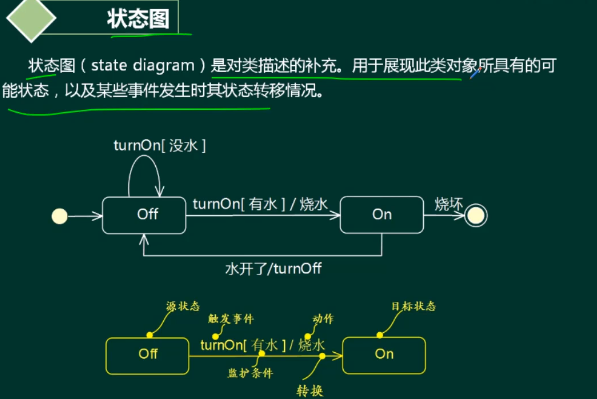 状态图
状态图（state diagram）是对类描述的补充。用于展现此类对象所具有的可
能状态，以及某些事件发生时其状态转移情况。
turnOn[ 没水 ]
Off
turnOn[ 有水 ] / 烧水
On
烧坏
水开了/turnOff
源状态
触发事件
动作
目标状态
Off
turnOn[ 有水 ] / 烧水
On
监护条件
转换